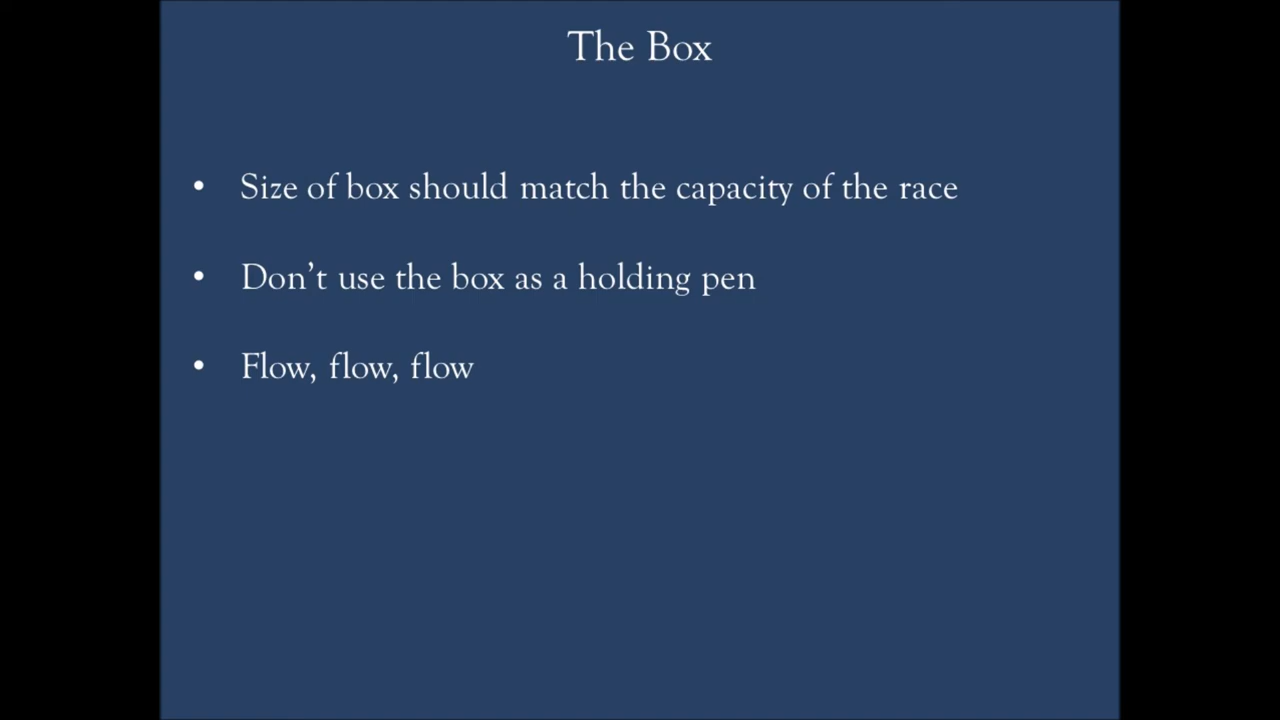 The Box
• Size of box should match the capacity of the race
• Don’t use the box as a holding pen
• Flow, flow, flow